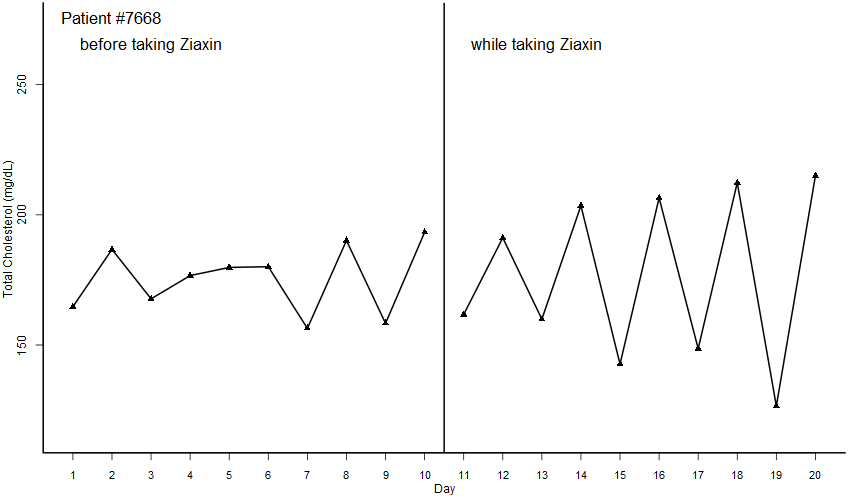 Patient #7668
before taking Ziaxin
while taking Ziaxin
250
200
150
Total Cholesterol (mg/dL)
1 2 3 4 5 6 7 8 9 10 11 12 13 14 15 16 17 18 19 20
Day